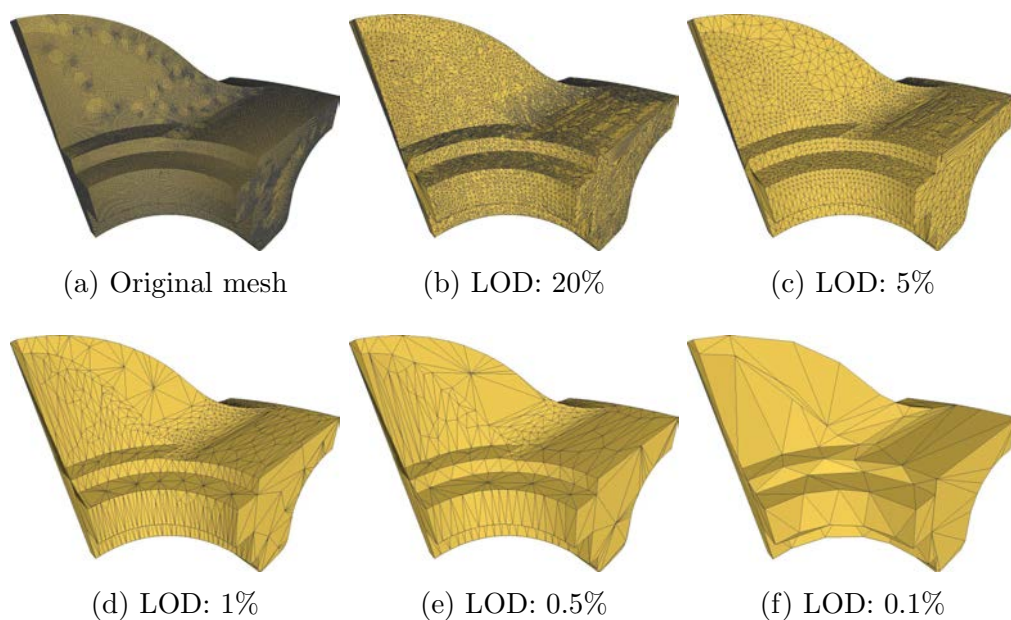 (a) Original mesh
(b) LOD: 20%
(c) LOD: 5%
(d) LOD: 1%
(e) LOD: 0.5%
(f) LOD: 0.1%